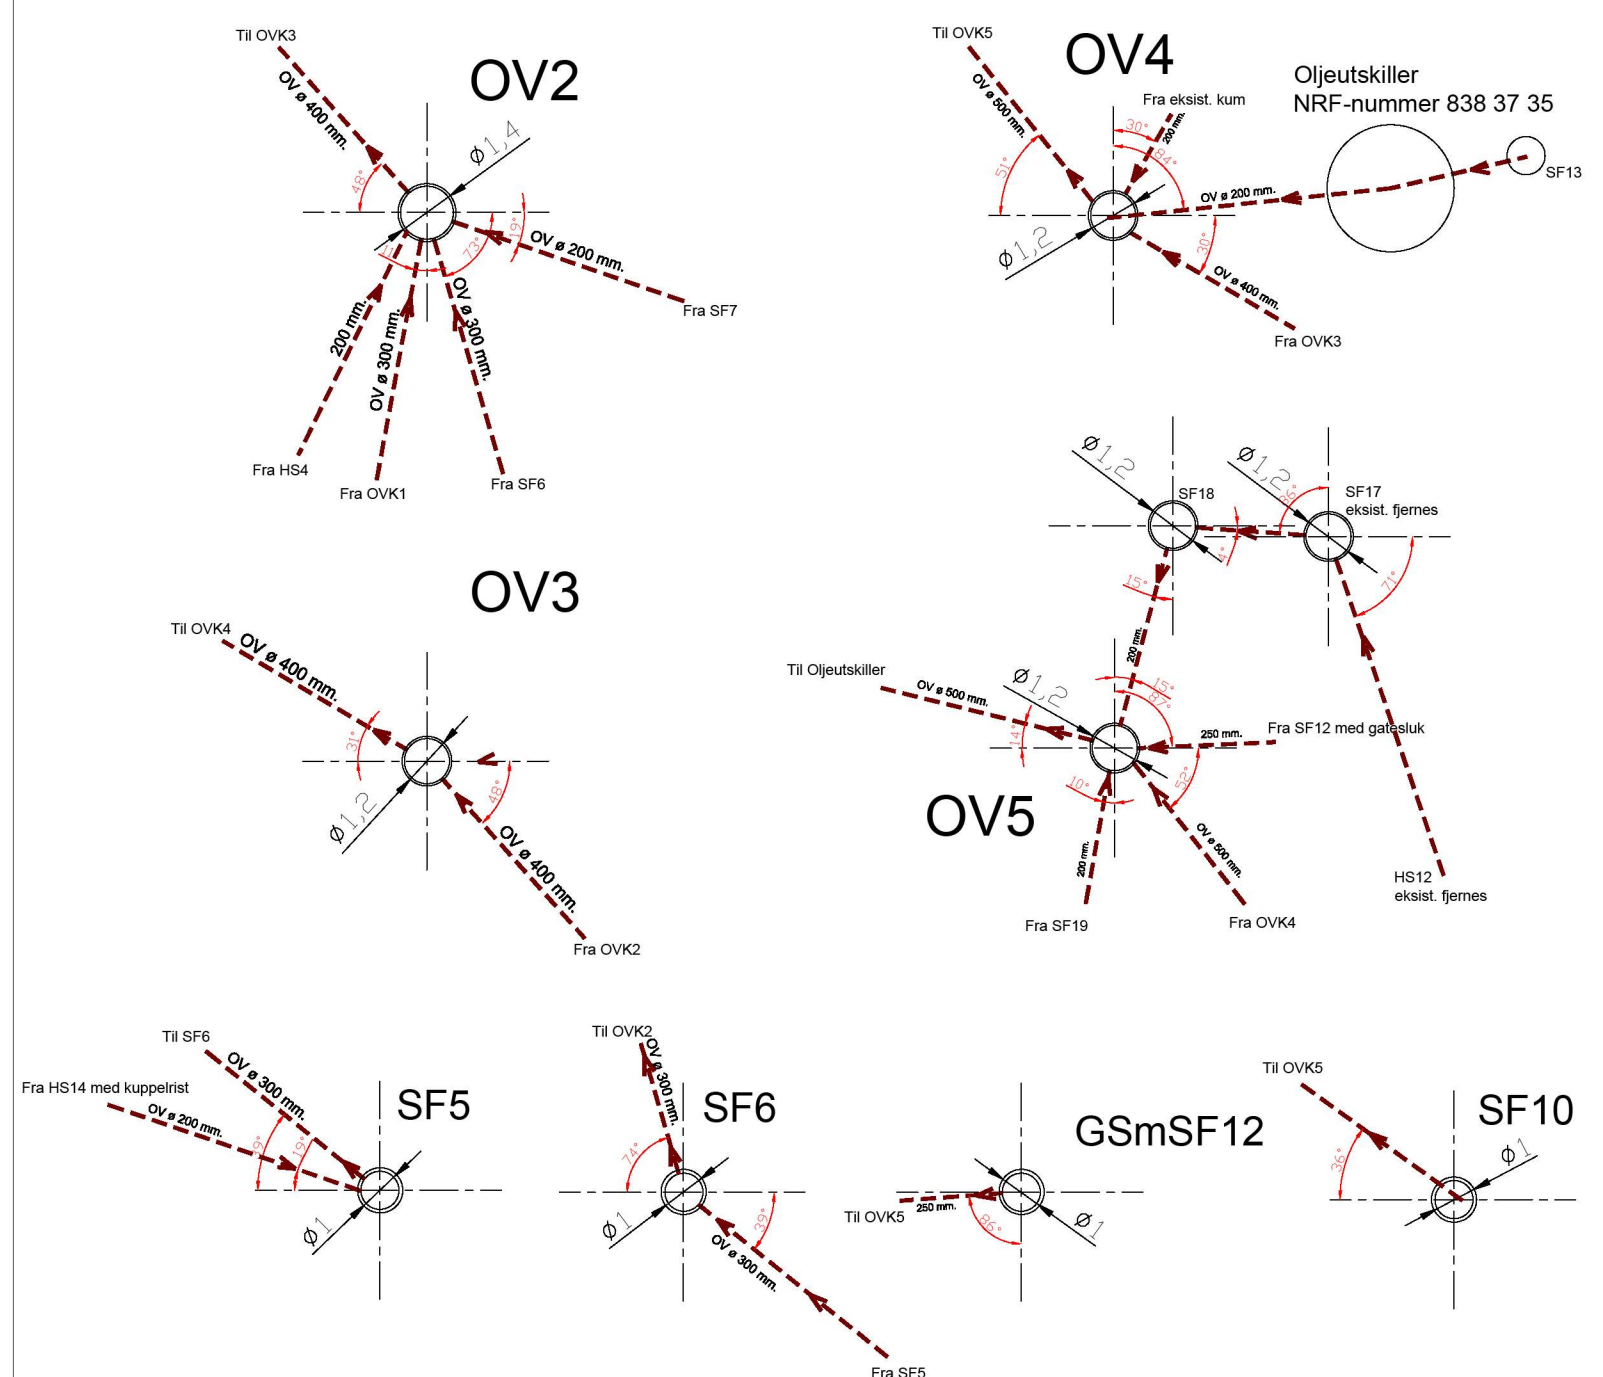 Til OVK3
OV2
OV ø 400 mm.
48°
ϕ1,4
19°
73°
11
OV ø 200 mm.
Fra SF7
200 mm.
OV ø 300 mm.
OV ø 300 mm.
Fra HS4
Fra OVK1
Fra SF6
Til OVK5
OV4
OV ø 500 mm.
51°
Fra eksist. kum
30°
200 mm.
84°
Oljeutskiller
NRF-nummer 838 37 35
SF13
OV ø 200 mm.
ϕ1,2
30°
OV ø 400 mm.
Fra OVK3
OV3
Til OVK4
OV ø 400 mm.
31°
ϕ1,2
48°
OV ø 400 mm.
Fra OVK2
ϕ1,2
SF18
ϕ1,2
86°
SF17
eksist. fjernes
4°
71°
15°
200 mm.
Til Oljeutskiller
OV ø 500 mm.
ϕ1,2
15°
87°
14°
250 mm.
Fra SF12 med gatesluk
52°
10°
OV5
200 mm.
OV ø 500 mm.
Fra SF19
Fra OVK4
HS12
eksist. fjernes
Til SF6
Fra HS14 med kuppelrist
OV ø 300 mm.
OV ø 200 mm.
39°
19°
SF5
ϕ1
Til OVK2
OV ø 300 mm.
SF6
74°
ϕ1
39°
OV ø 300 mm.
Fra SF5
GSmSF12
Til OVK5
250 mm.
86°
ϕ1
Til OVK5
SF10
36°
ϕ1